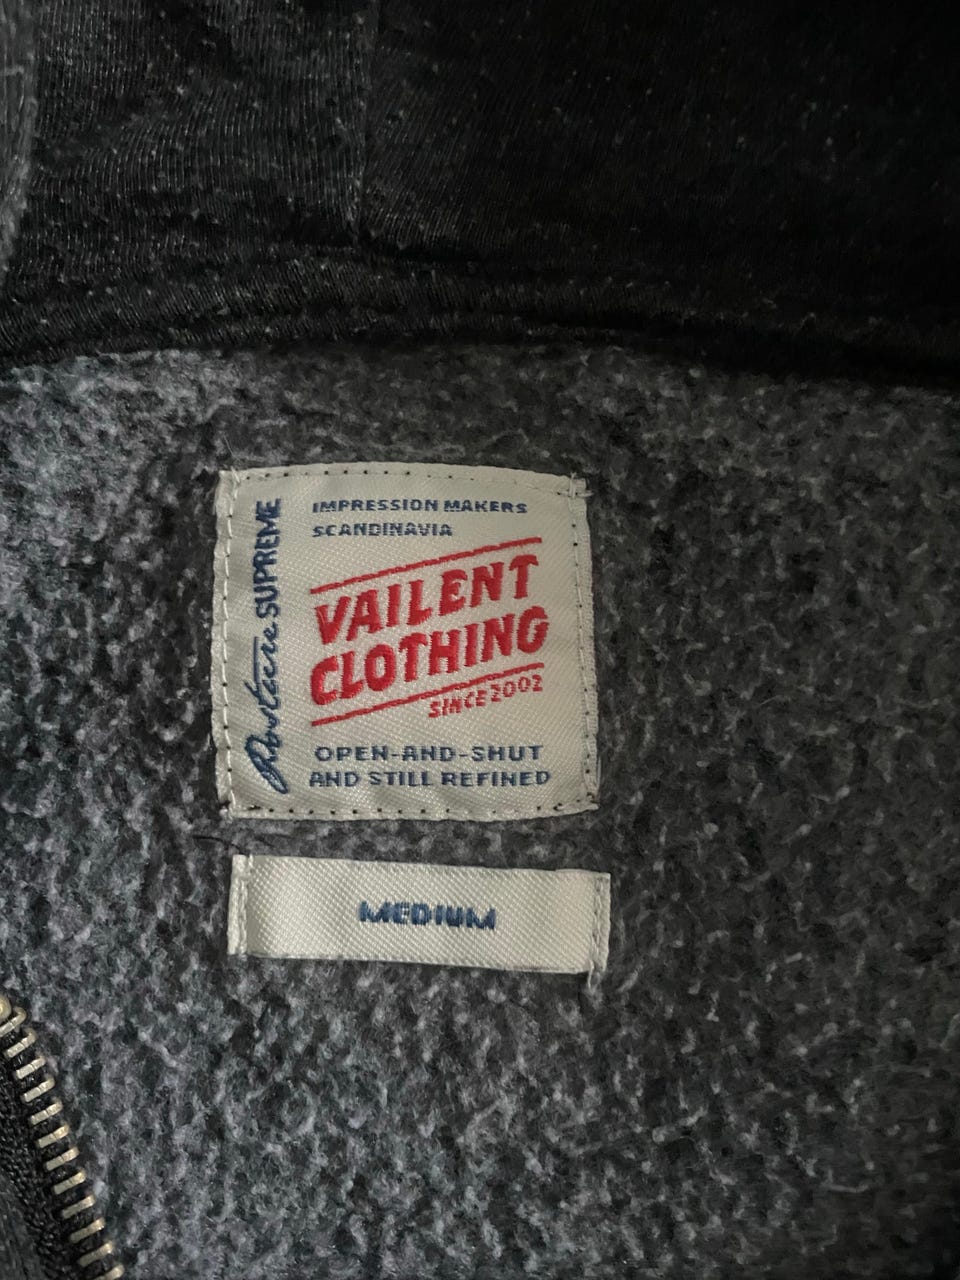 IMPRESSION MAKERS
SCANDINAVIA
VAILENT
CLOTHING
SINCE 2002
OPEN-AND-SHUT
AND STILL REFINED
SUPREME
MEDIUM